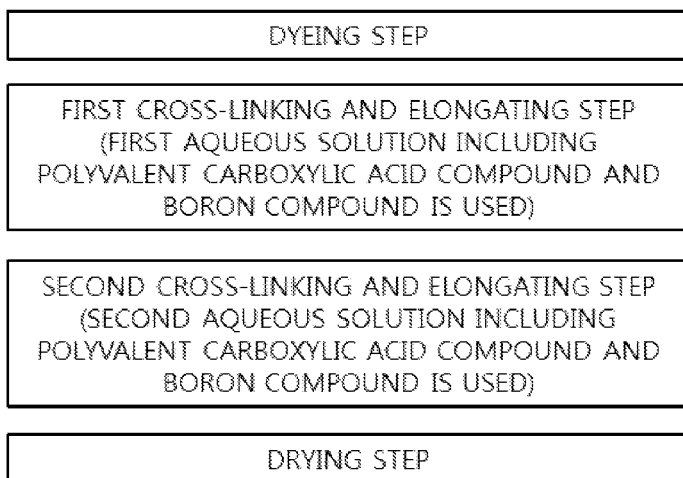 DYEING STEP
FIRST CROSS-LINKING AND ELONGATING STEP
(FIRST AQUEOUS SOLUTION INCLUDING
POLYVALENT CARBOXYLIC ACID COMPOUND AND
BORON COMPOUND IS USED)
SECOND CROSS-LINKING AND ELONGATING STEP
(SECOND AQUEOUS SOLUTION INCLUDING
POLYVALENT CARBOXYLIC ACID COMPOUND AND
BORON COMPOUND IS USED)
DRYING STEP